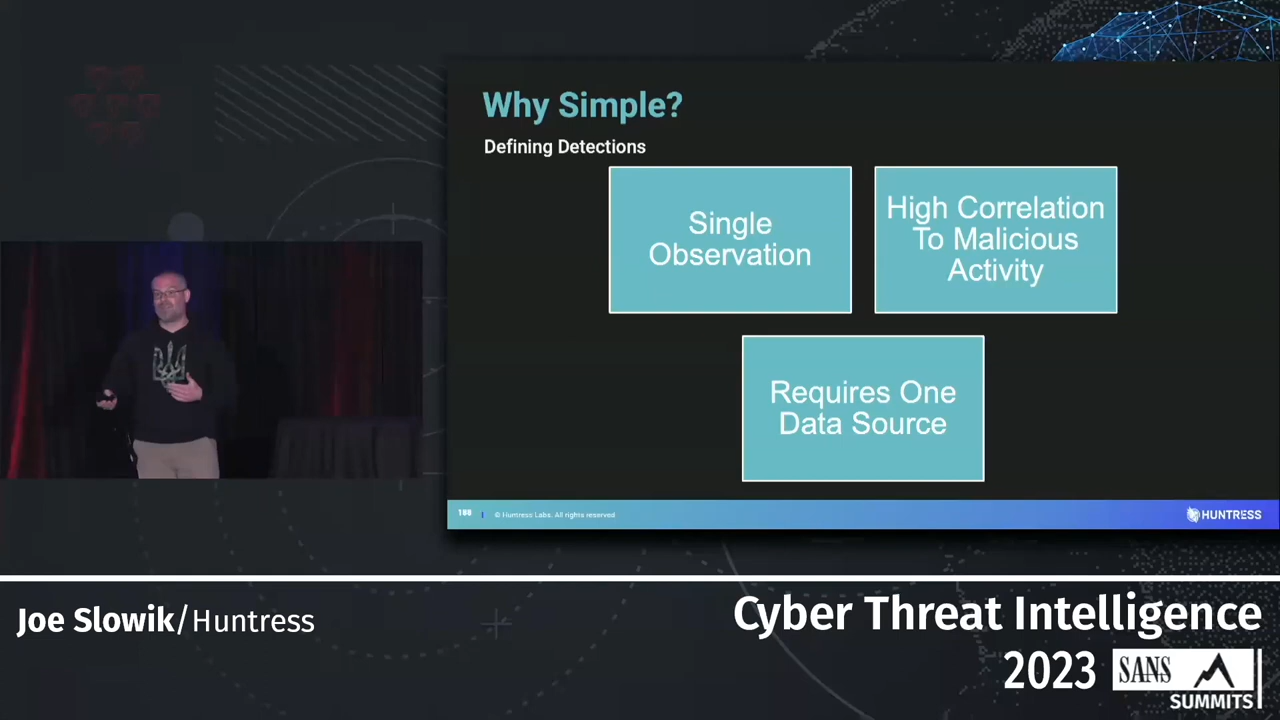 Why Simple?
Defining Detections
Single
Observation
High Correlation
To Malicious
Activity
Requires One
Data Source
© Huntress Labs. All rights reserved
HUNTRESS
Joe Slowik/Huntress
Cyber Threat Intelligence
2023
SANS
SUMMITS